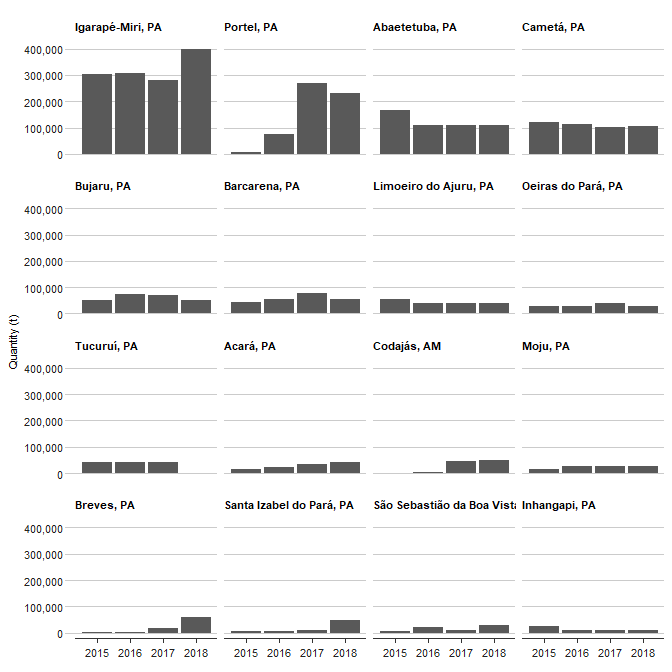 Igarapé-Miri, PA
Portel, PA
Abaetetuba, PA
Cametá, PA
400,000
300,000
200,000
100,000
0
Bujaru, PA
Barcarena, PA
Limoeiro do Ajuru, PA
Oeiras do Pará, PA
400,000
300,000
200,000
100,000
0
Quantity (t)
Tucuruí, PA
Acará, PA
Codajás, AM
Moju, PA
400,000
300,000
200,000
100,000
0
Breves, PA
Santa Izabel do Pará, PA
São Sebastião da Boa Vista
Inhangapi, PA
400,000
300,000
200,000
100,000
0
2015 2016 2017 2018
2015 2016 2017 2018
2015 2016 2017 2018
2015 2016 2017 2018